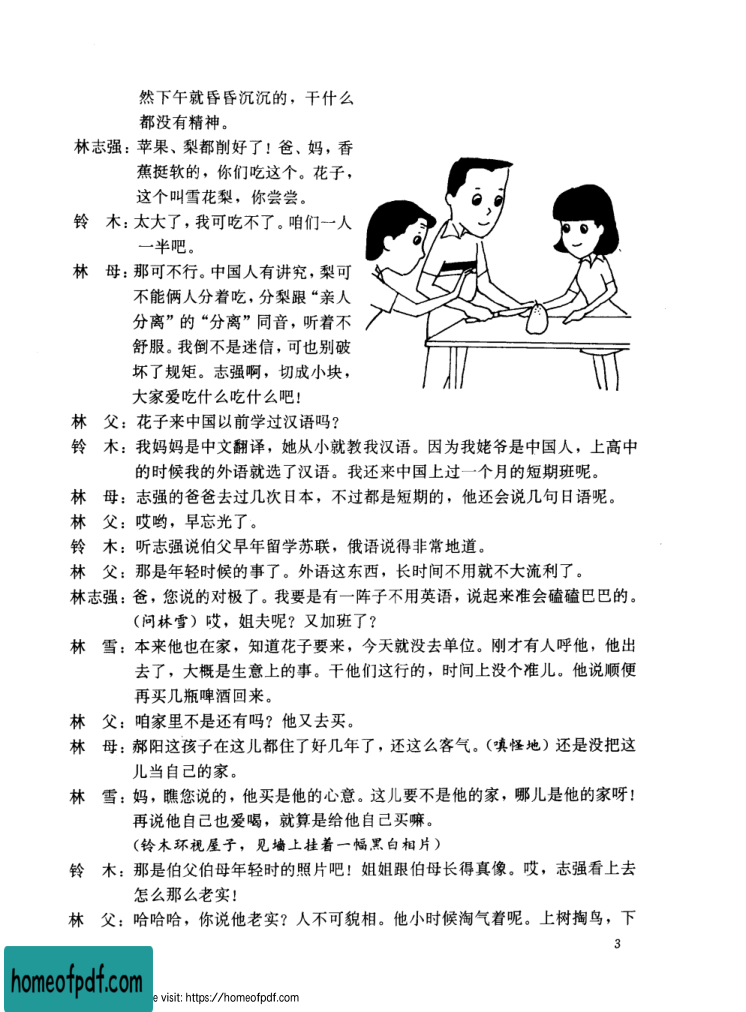 然下午就昏昏沉沉的，干什么
都没有精神。
林志强：苹果、梨都削好了！爸、妈，香
蕉挺软的，你们吃这个。花子，
这个叫雪花梨，你尝尝。
铃　木：太大了，我可吃不了。咱们一人
一半吧。
林　母：那可不行。中国人有讲究，梨可
不能俩人分着吃，分梨跟“亲人
分离”的“分离”同音，听着不
舒服。我倒不是迷信，可也别破
坏了规矩。志强啊，切成小块，
大家爱吃什么吃什么吧！
林　父：花子来中国以前学过汉语吗？
铃　木：我妈妈是中文翻译，她从小就教我汉语。因为我姥爷是中国人，上高中
的时候我的外语就选了汉语。我还来中国上过一个月的短期班呢。
林　母：志强的爸爸去过几次日本，不过都是短期的，他还会说几句日语呢。
林　父：哎哟，早忘光了。
铃　木：听志强说伯父早年留学苏联，俄语说得非常地道。
林　父：那是年轻时候的事了。外语这东西，长时间不用就不大流利了。
林志强：爸，您说的对极了。我要是有一阵子不用英语，说起来准会磕磕巴巴的。
（问林雪）哎，姐夫呢？又加班了？
林　雪：本来他也在家，知道花子要来，今天就没去单位。刚才有人呼他，他出
去了，大概是生意上的事。干他们这行的，时间上没个准儿。他说顺便
再买几瓶啤酒回来。
林　父：咱家里不是还有吗？他又去买。
林　母：郝阳这孩子在这儿都住了好几年了，还这么客气。（嗔怪地）还是没把这
儿当自己的家。
林　雪：妈，瞧您说的，他买是他的心意。这儿要不是他的家，哪儿是他的家呀！
再说他自己也爱喝，就算是给他自己买嘛。
（铃木环视屋子，见墙上挂着一幅黑白相片）
铃　木：那是伯父伯母年轻时的照片吧！姐姐跟伯母长得真像。哎，志强看上去
怎么那么老实！
林　父：哈哈哈，你说他老实？人不可貌相。他小时候淘气着呢。上树掏鸟，下
3
homeofpdf.com
e visit: https://homeofpdf.com